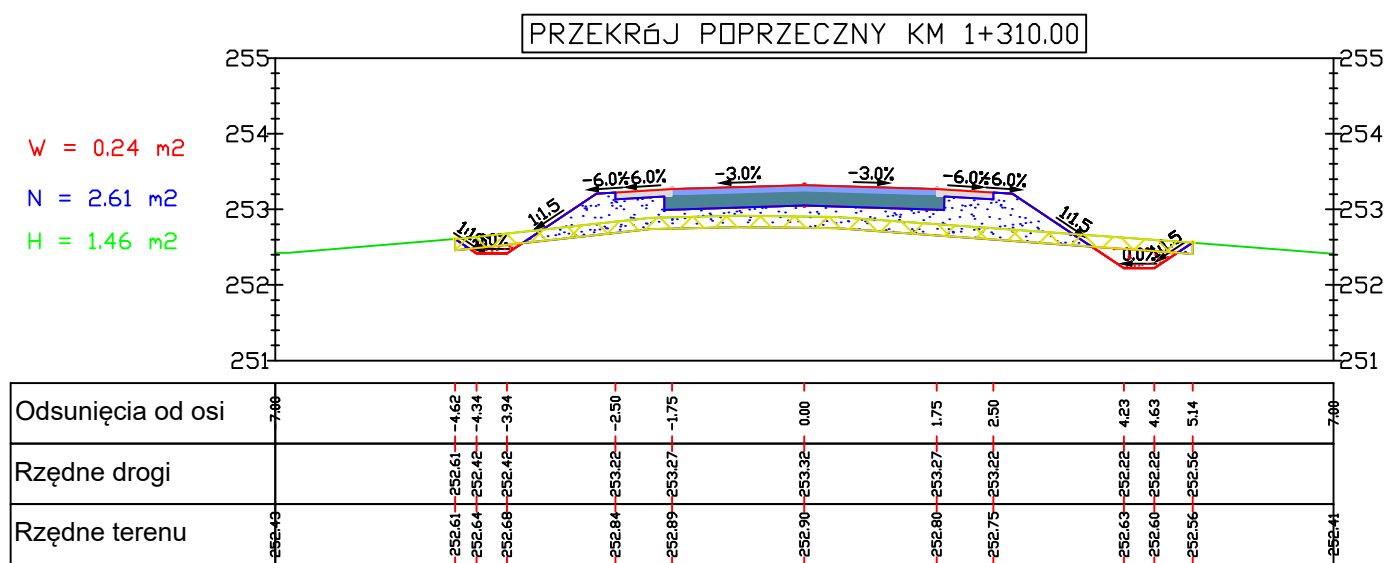 PRZEKRóJ POPRZECZNY KM 1+310.00
255 255
254 254
253 253
252 252
251 251
W = 0.24 m2
N = 2.61 m2
H = 1.46 m2
-6.0% -6.0% -3.0% -3.0% -6.0% -6.0%
1:1.5 1:1.5
0.0% 1:1.5
Odsunięcia od osi 7.00 -4.62 -4.34 -3.94 -2.50 -1.75 0.00 1.75 2.50 4.23 4.63 5.14 7.00
Rzędne drogi 252.61 252.42 252.42 253.22 253.27 253.32 253.27 253.22 252.22 252.22 252.56
Rzędne terenu 252.43 252.61 252.64 252.68 252.84 252.89 252.90 252.80 252.75 252.63 252.60 252.56 252.41